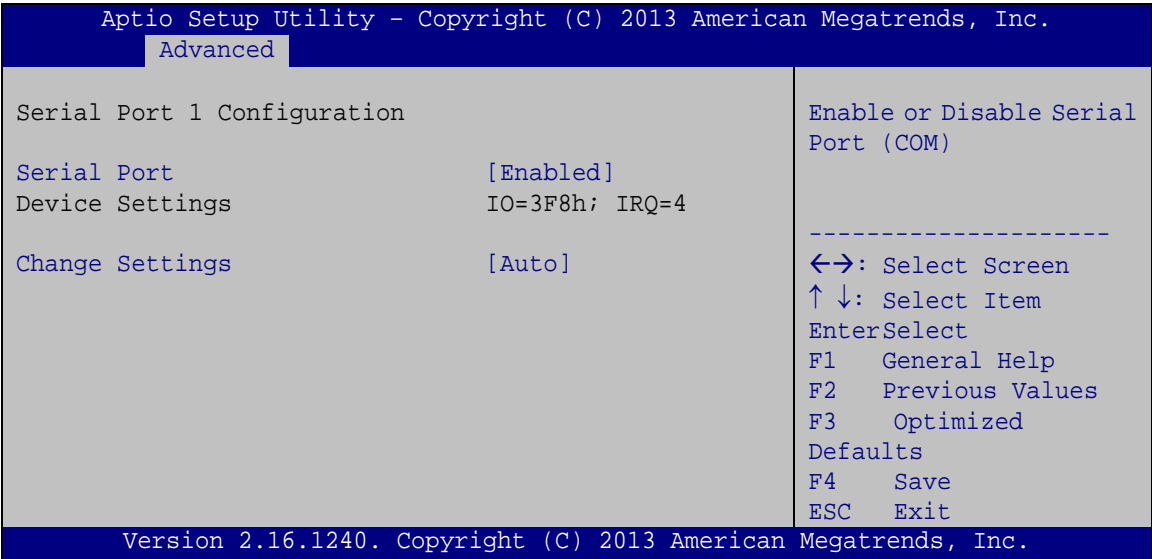 Aptio Setup Utility – Copyright (C) 2013 American Megatrends, Inc.
Advanced
Serial Port 1 Configuration
Serial Port [Enabled]
Device Settings IO=3F8h; IRQ=4
Change Settings [Auto]
Enable or Disable Serial
Port (COM)
---------------------
←→: Select Screen
↑ ↓: Select Item
EnterSelect
F1 General Help
F2 Previous Values
F3 Optimized
Defaults
F4 Save
ESC Exit
Version 2.16.1240. Copyright (C) 2013 American Megatrends, Inc.